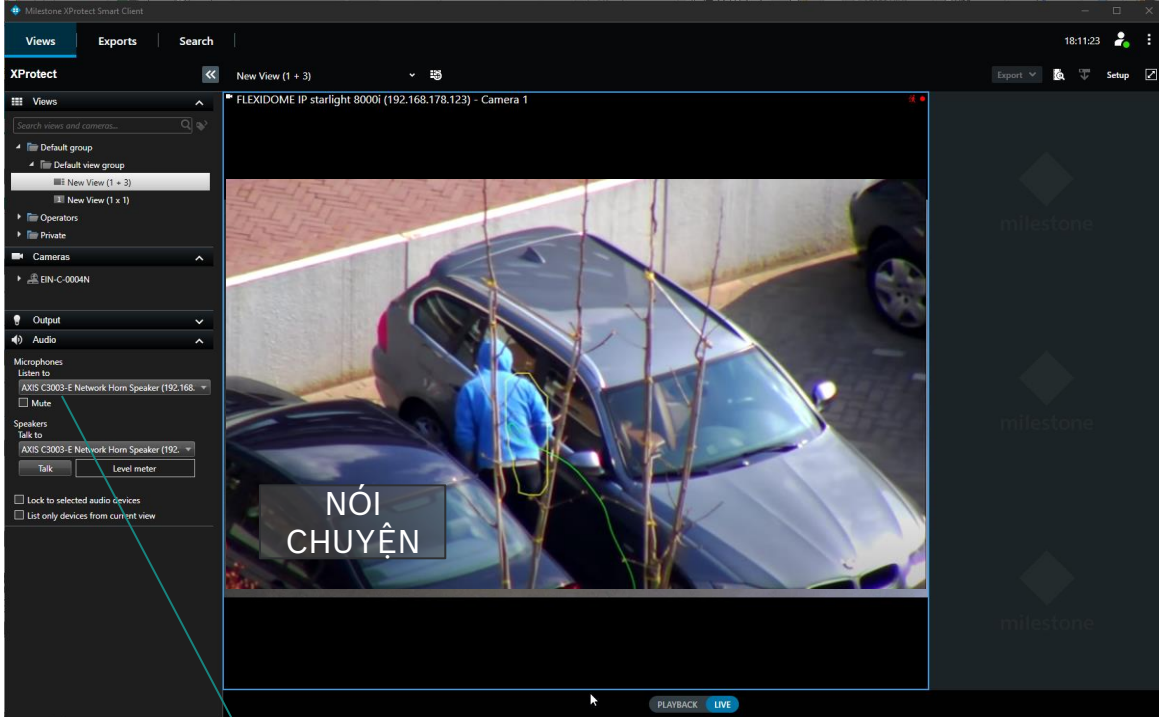 Milestone XProtect Smart Client
Views Exports Search 18:11:23
XProtect New View (1 + 3) Export Setup
Views
Search views and cameras...
Default group
Default view group
New View (1 + 3)
New View (1 x 1)
Operators
Private
Cameras
EIN-C-0004N
Output
Audio
Microphones
Listen to
AXIS C3003-E Network Horn Speaker (192.168.
Mute
Speakers
Talk to
AXIS C3003-E Network Horn Speaker (192.
Talk Level meter
Lock to selected audio devices
List only devices from current view
FLEXIDOME IP starlight 8000i (192.168.178.123) - Camera 1
NÓI
CHUYỆN
milestone
milestone
milestone
PLAYBACK LIVE